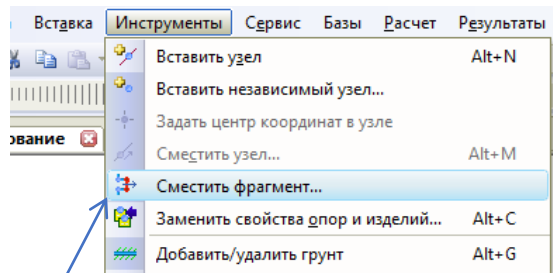 Вставка Инструменты Сервис Базы Расчет Результаты
Вставить узел Alt+N
Вставить независимый узел...
Задать центр координат в узле
ование
Сместить узел... Alt+M
Сместить фрагмент...
Заменить свойства опор и изделий... Alt+C
Добавить/удалить грунт Alt+G